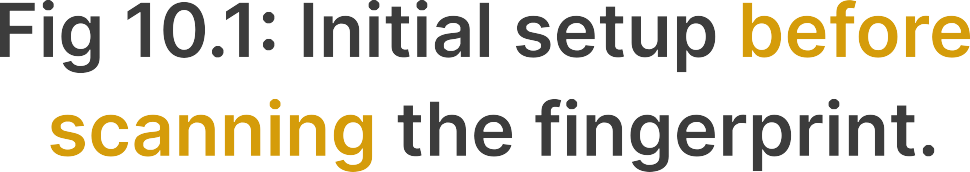 Fig 10.1: Initial setup before
scanning the fingerprint.